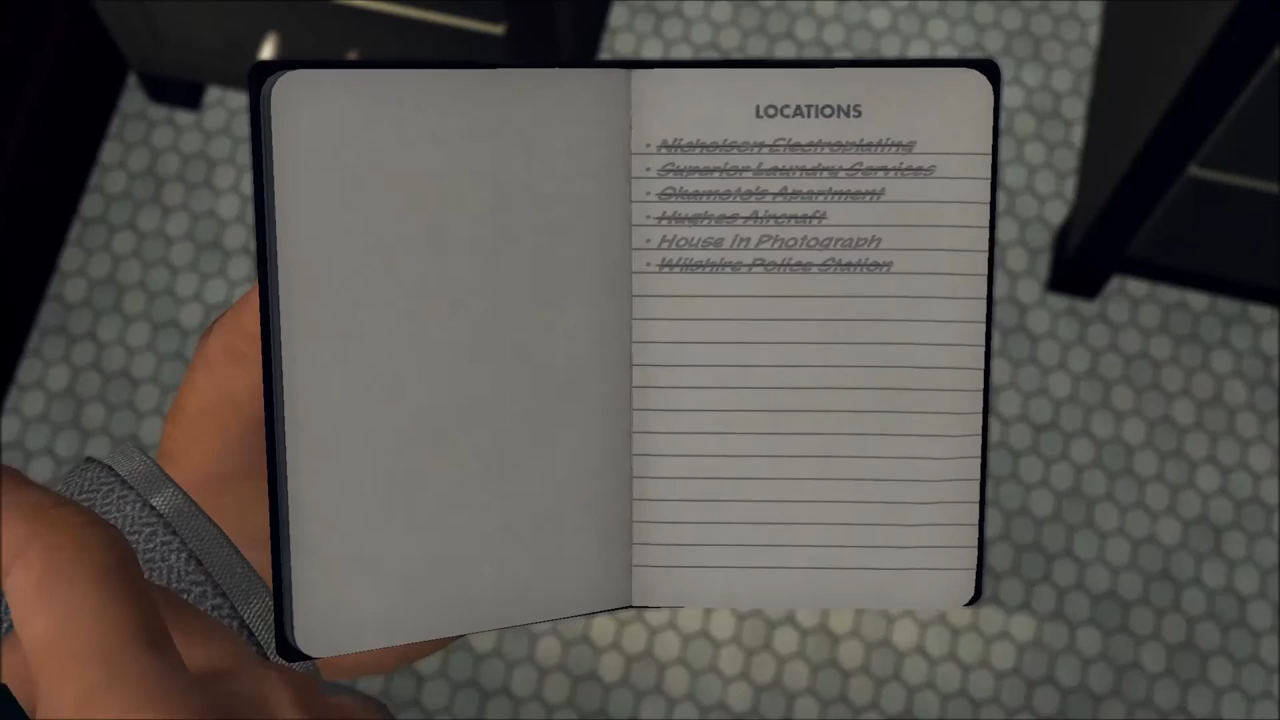 LOCATIONS
• Nicholson Electroplating
• Superior Laundry Services
• Okamoto's Apartment
• Hughes Aircraft
• House in Photograph
• Wilshire Police Station